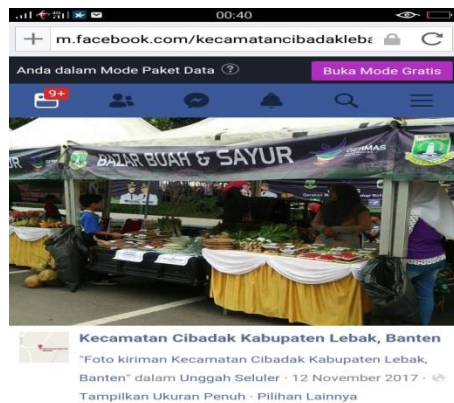 00:40
m.facebook.com/kecamatancibadakleba
Anda dalam Mode Paket Data ?
Buka Mode Gratis
9+
BAZAR BUAH & SAYUR
GERMAS
Kecamatan Cibadak Kabupaten Lebak, Banten
"Foto kiriman Kecamatan Cibadak Kabupaten Lebak,
Banten" dalam Unggah Seluler · 12 November 2017 ·
Tampilkan Ukuran Penuh · Pilihan Lainnya